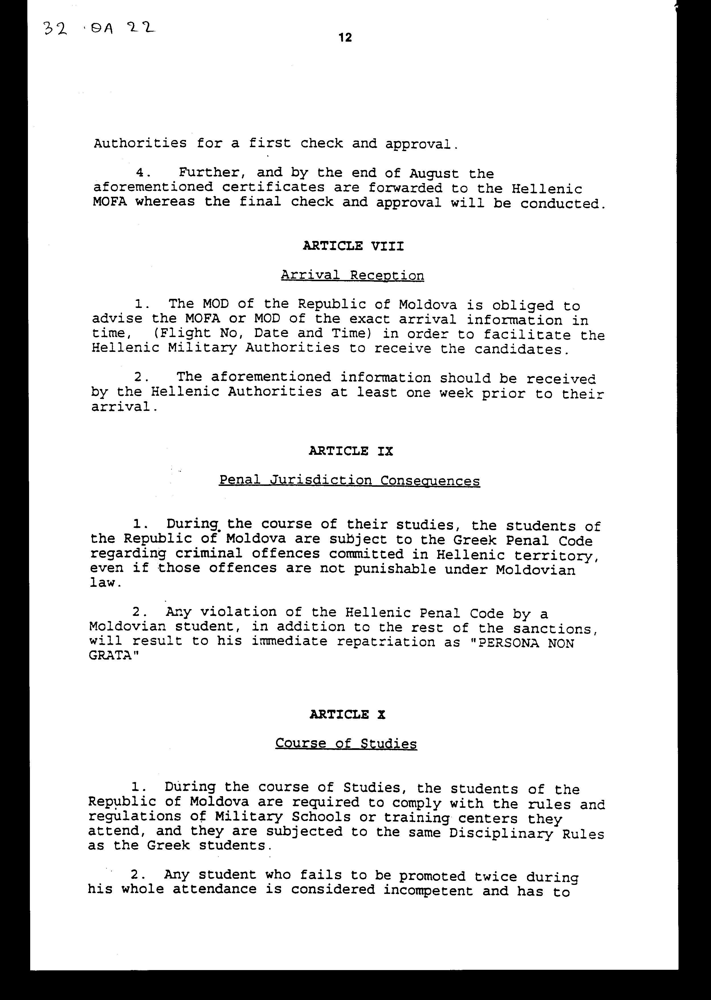 32 ΘΑ 22
12
Authorities for a first check and approval.
4. Further, and by the end of August the
aforementioned certificates are forwarded to the Hellenic
MOFA whereas the final check and approval will be conducted.
ARTICLE VIII
Arrival Reception
1. The MOD of the Republic of Moldova is obliged to
advise the MOFA or MOD of the exact arrival information in
time, (Flight No, Date and Time) in order to facilitate the
Hellenic Military Authorities to receive the candidates.
2. The aforementioned information should be received
by the Hellenic Authorities at least one week prior to their
arrival.
ARTICLE IX
Penal Jurisdiction Consequences
1. During the course of their studies, the students of
the Republic of Moldova are subject to the Greek Penal Code
regarding criminal offences committed in Hellenic territory,
even if those offences are not punishable under Moldovian
law.
2. Any violation of the Hellenic Penal Code by a
Moldovian student, in addition to the rest of the sanctions,
will result to his immediate repatriation as "PERSONA NON
GRATA"
ARTICLE X
Course of Studies
1. During the course of Studies, the students of the
Republic of Moldova are required to comply with the rules and
regulations of Military Schools or training centers they
attend, and they are subjected to the same Disciplinary Rules
as the Greek students.
2. Any student who fails to be promoted twice during
his whole attendance is considered incompetent and has to